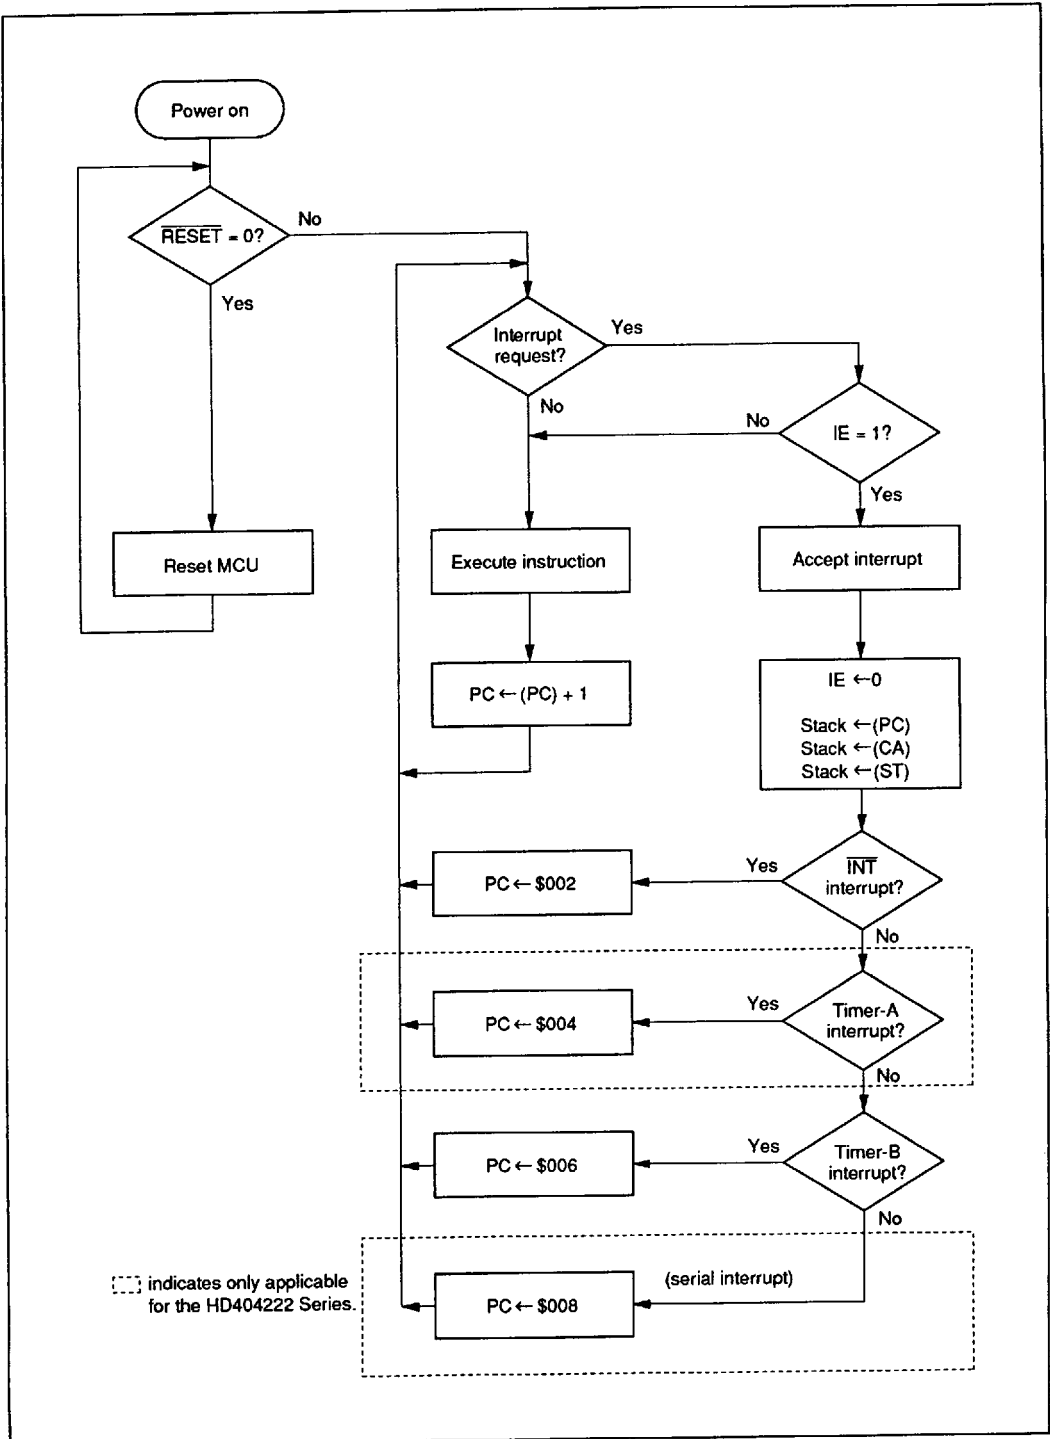 Power on
RESET = 0?
No
Yes
Interrupt
request?
Yes
No
No
IE = 1?
Yes
Reset MCU
Execute instruction
Accept interrupt
PC ← (PC) + 1
IE ←0
Stack ←(PC)
Stack ←(CA)
Stack ←(ST)
PC ← $002
Yes
INT
interrupt?
No
PC ← $004
Yes
Timer-A
interrupt?
No
PC ← $006
Yes
Timer-B
interrupt?
No
indicates only applicable
for the HD404222 Series.
PC ← $008
(serial interrupt)